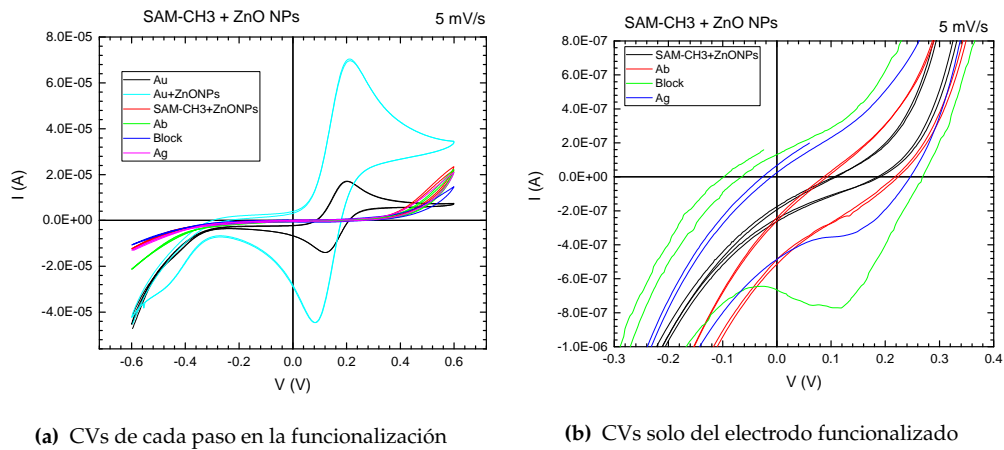 SAM-CH3 + ZnO NPs
5 mV/s
8.0E-05
6.0E-05
4.0E-05
2.0E-05
0.0E+00
-2.0E-05
-4.0E-05
I (A)
Au
Au+ZnONPs
SAM-CH3+ZnONPs
Ab
Block
Ag
-0.6 -0.4 -0.2 0.0 0.2 0.4 0.6
V (V)
(a) CVs de cada paso en la funcionalización
SAM-CH3 + ZnO NPs
5 mV/s
8.0E-07
6.0E-07
4.0E-07
2.0E-07
0.0E+00
-2.0E-07
-4.0E-07
-6.0E-07
-8.0E-07
-1.0E-06
I (A)
SAM-CH3+ZnONPs
Ab
Block
Ag
-0.3 -0.2 -0.1 0.0 0.1 0.2 0.3 0.4
V (V)
(b) CVs solo del electrodo funcionalizado